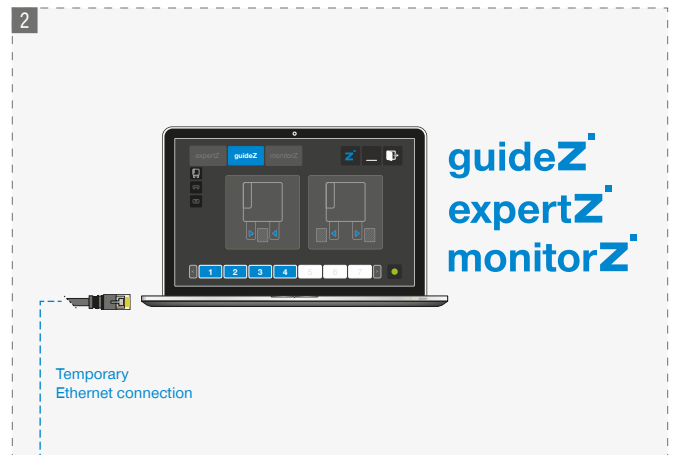 2
expertZ guideZ monitorZ Z
1 2 3 4 5 6 7
guideZ
expertZ
monitorZ
Temporary
Ethernet connection